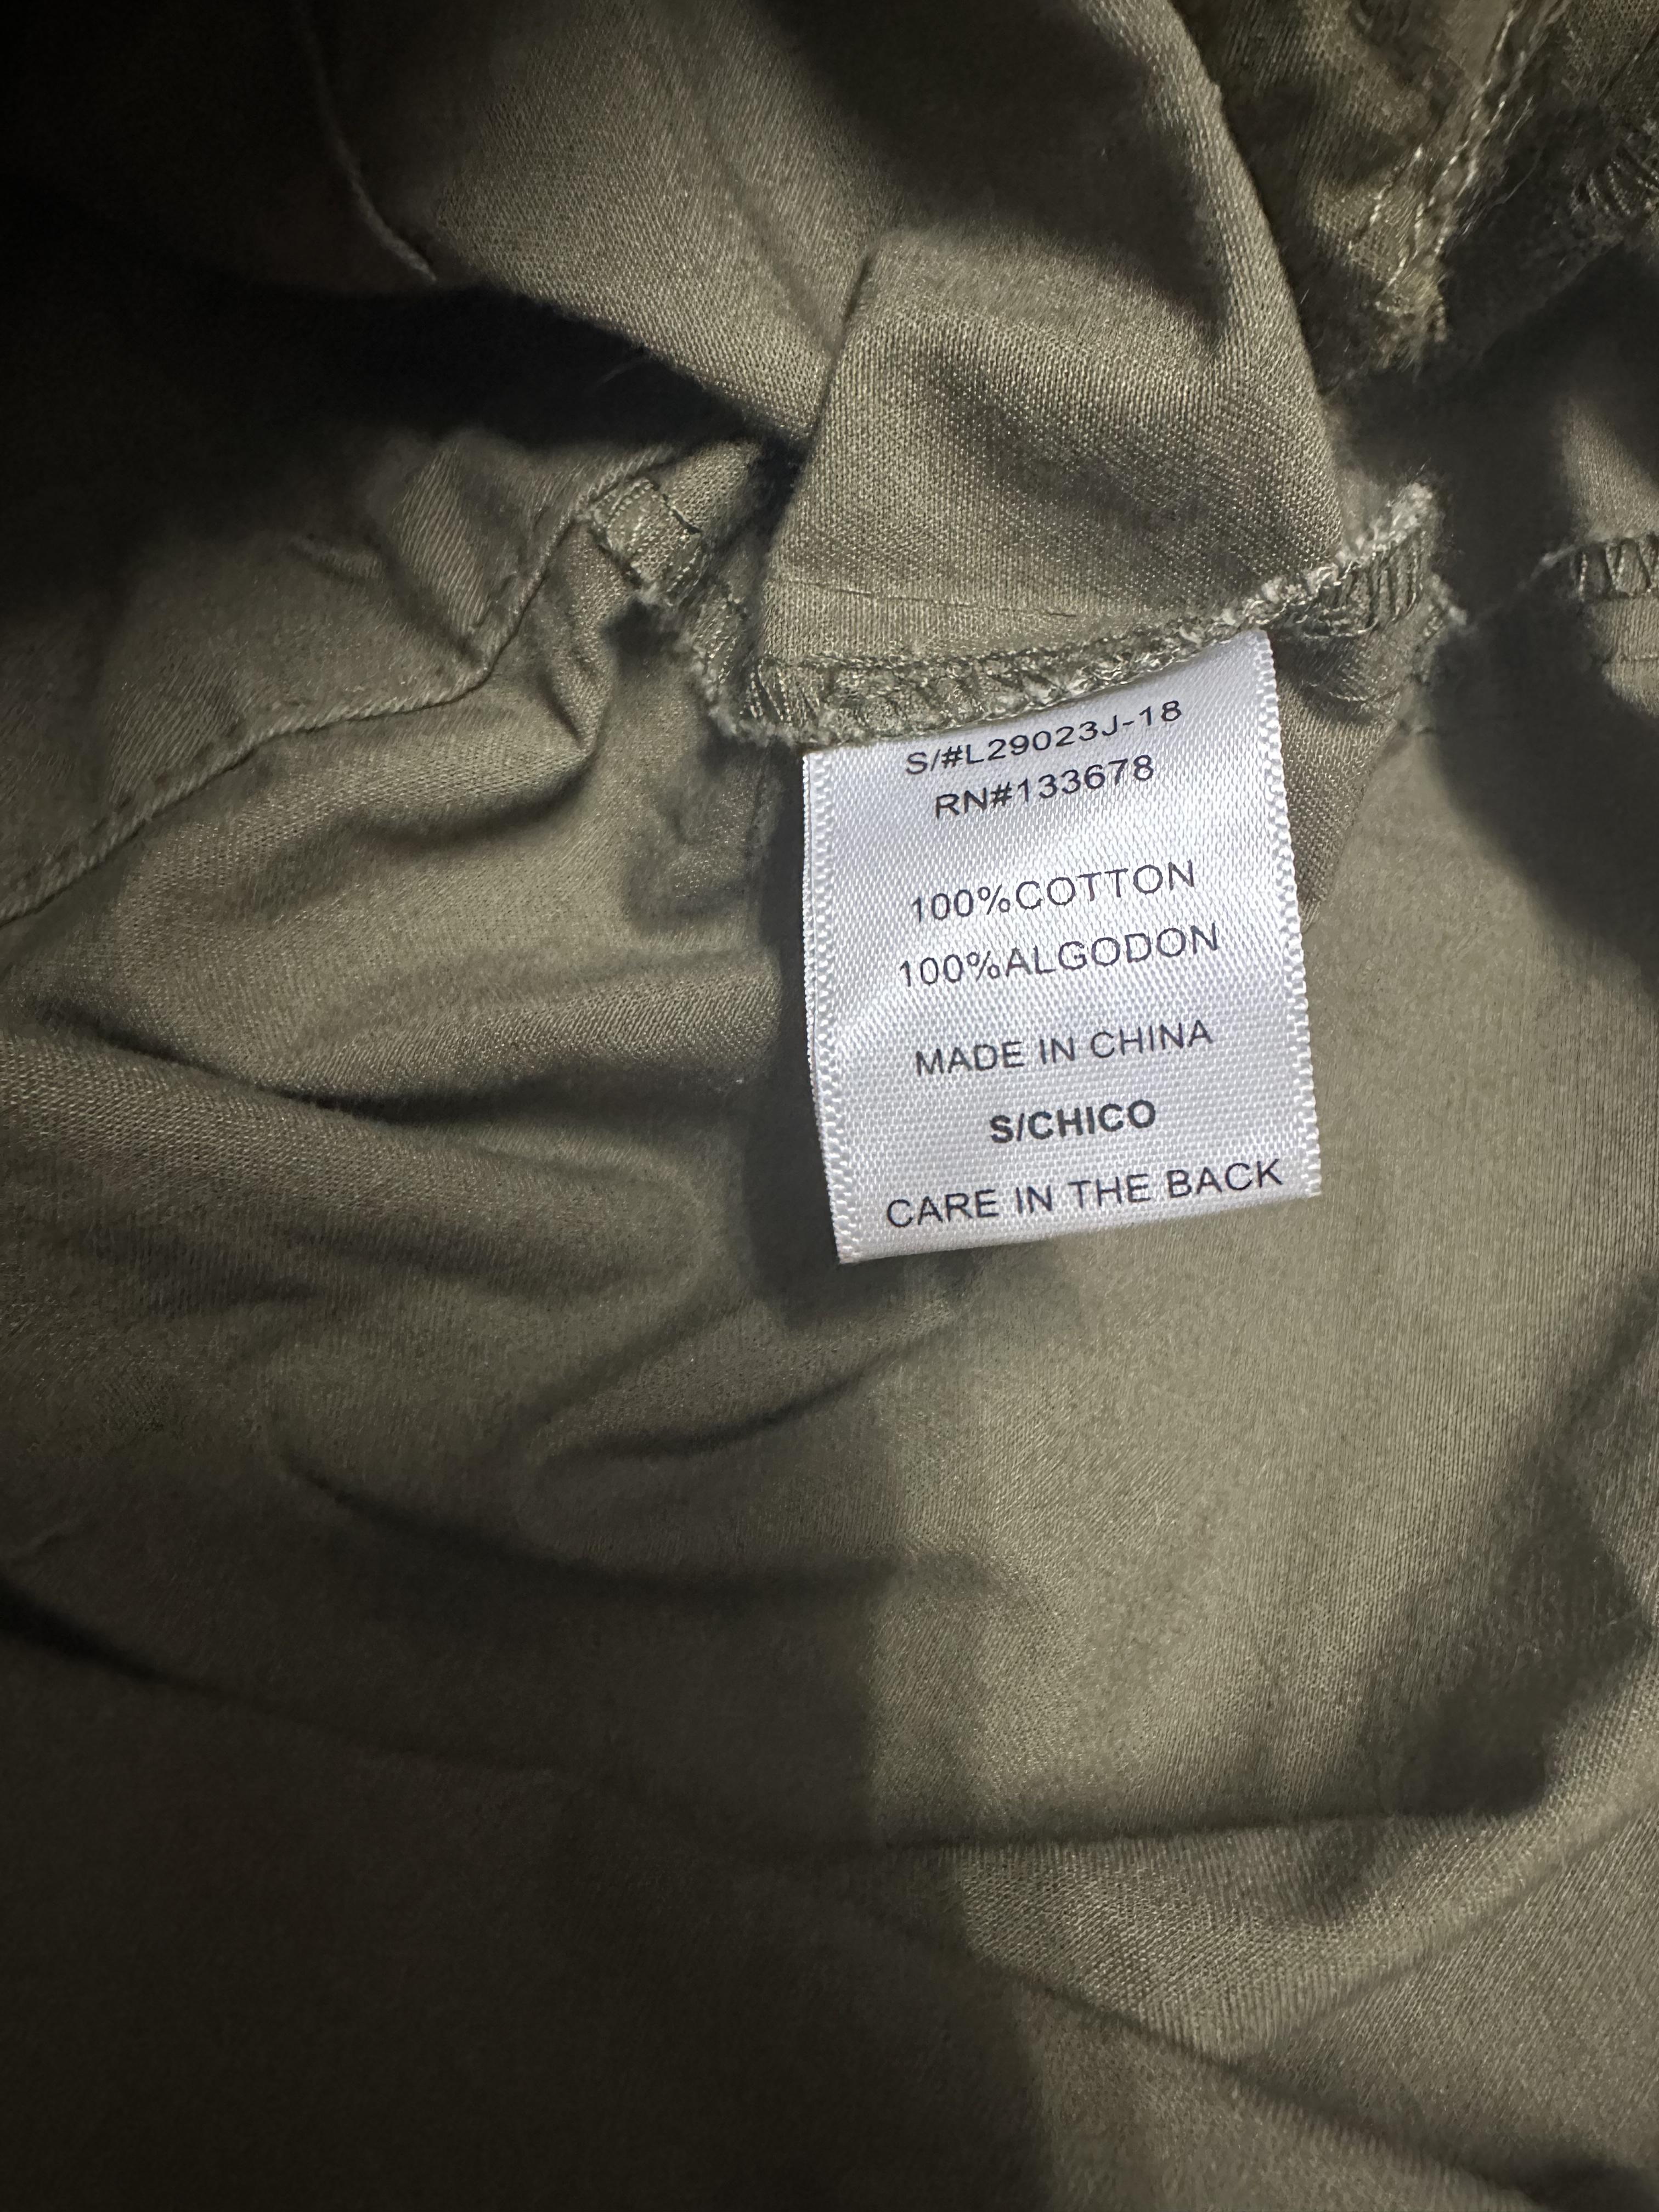 S/#L29023J-18
RN#133678
100%COTTON
100%ALGODON
MADE IN CHINA
S/CHICO
CARE IN THE BACK